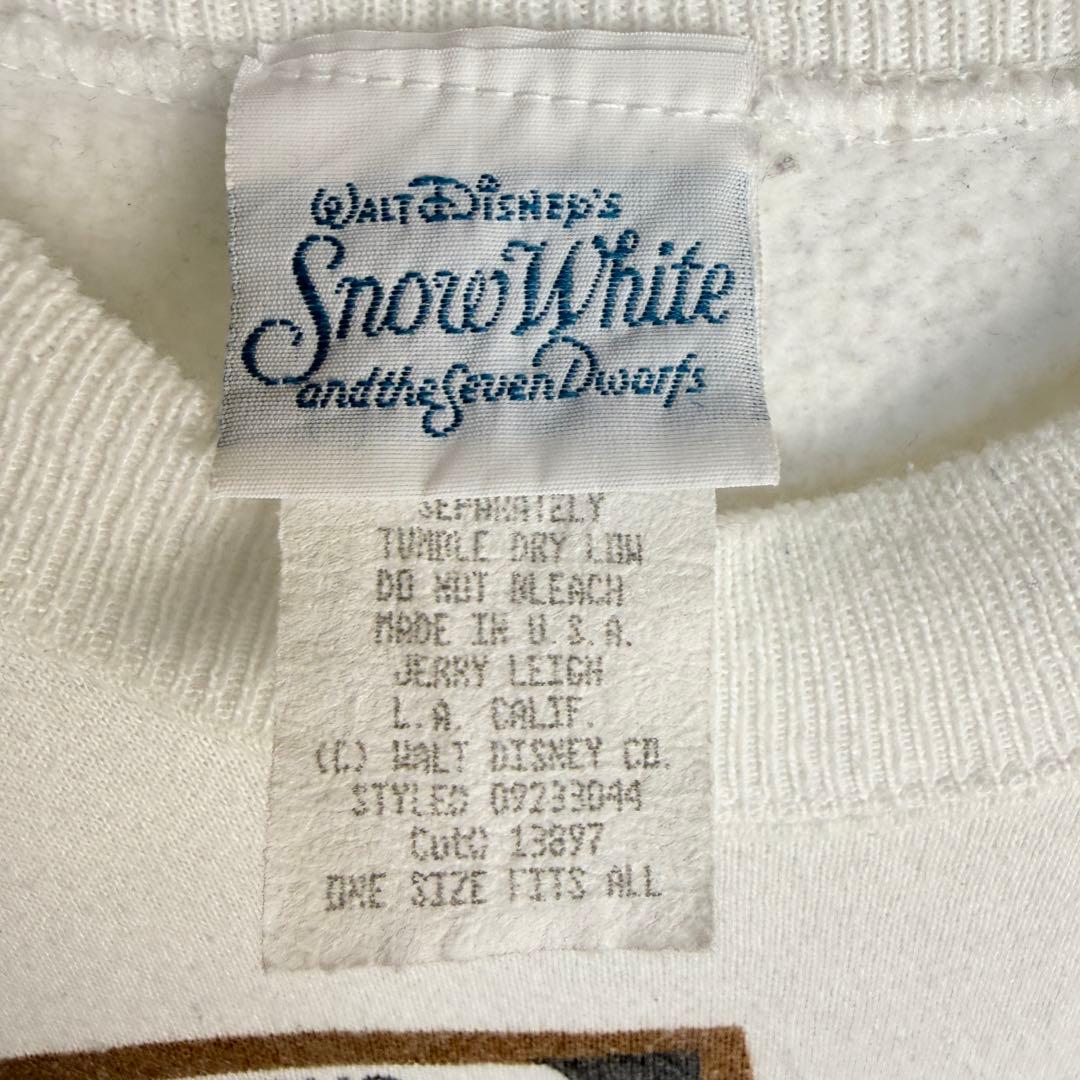 Walt Disney's
Snow White
and the Seven Dwarfs
SEPARATELY
TUMBLE DRY LOW
DO NOT BLEACH
MADE IN U.S.A.
JERRY LEIGH
L.A. CALIF.
(C) WALT DISNEY CO.
STYLE@ 09233044
Cut@ 13897
ONE SIZE FITS ALL